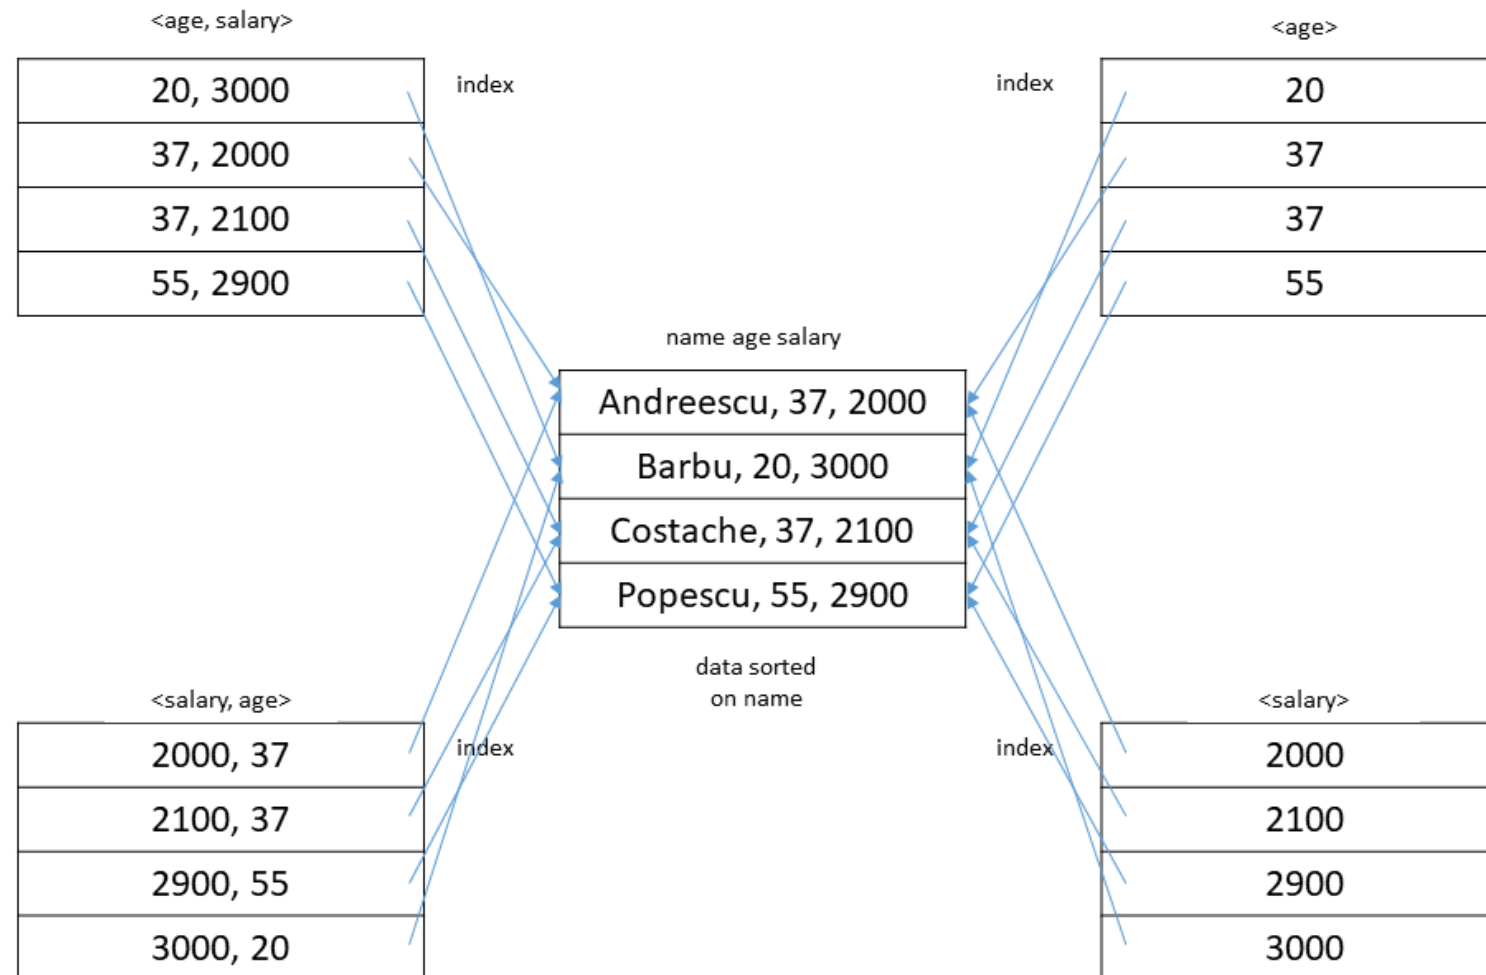 <age, salary>
index
20, 3000
37, 2000
37, 2100
55, 2900
<age>
index
20
37
37
55
name age salary
Andreescu, 37, 2000
Barbu, 20, 3000
Costache, 37, 2100
Popescu, 55, 2900
data sorted
on name
<salary, age>
index
2000, 37
2100, 37
2900, 55
3000, 20
<salary>
index
2000
2100
2900
3000